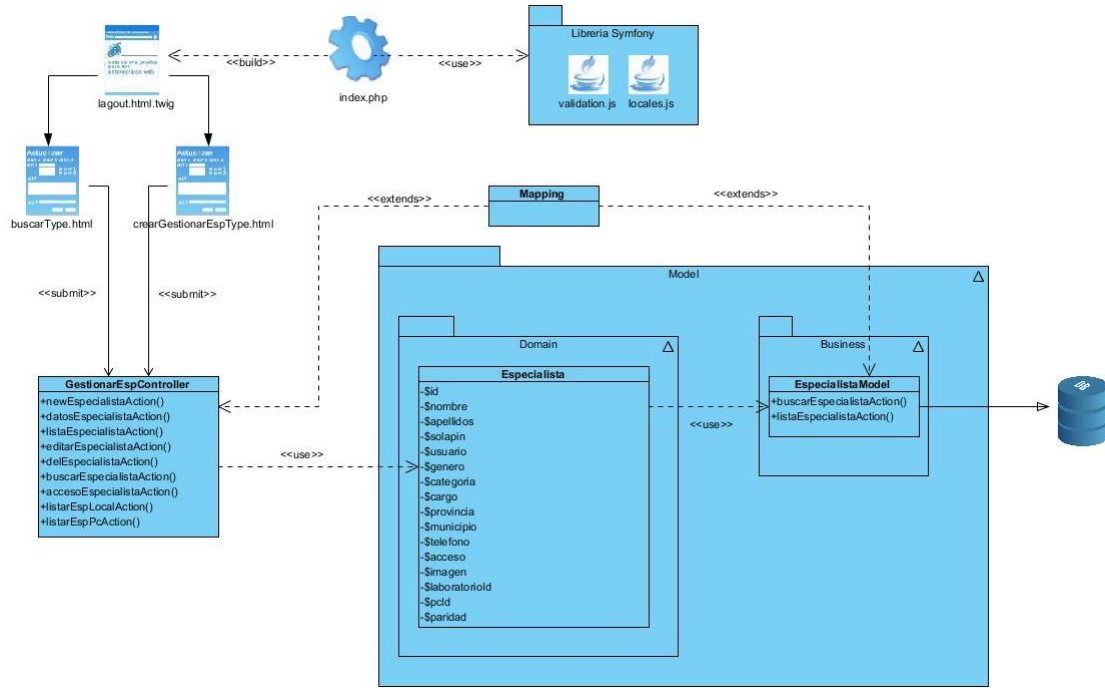 Libreria Symfony
<<build>>
<<use>>
index.php
validation.js
locales.js
lagout.html.twig
Actualizar
Actualizar
buscarType.html
crearGestionarEspType.html
Mapping
<<extends>>
<<extends>>
<<submit>>
<<submit>>
Model
Domain
Business
GestionarEspController
+newEspecialistaAction()
+datosEspecialistaAction()
+listaEspecialistaAction()
+editarEspecialistaAction()
+delEspecialistaAction()
+buscarEspecialistaAction()
+accesoEspecialistaAction()
+listarEspLocalAction()
+listarEspPcAction()
<<use>>
Especialista
-$id
-$nombre
-$apellidos
-$solapin
-$usuario
-$genero
-$categoria
-$cargo
-$provincia
-$municipio
-$telefono
-$acceso
-$imagen
-$laboratorioId
-$pcId
-$paridad
<<use>>
EspecialistaModel
+buscarEspecialistaAction()
+listaEspecialistaAction()